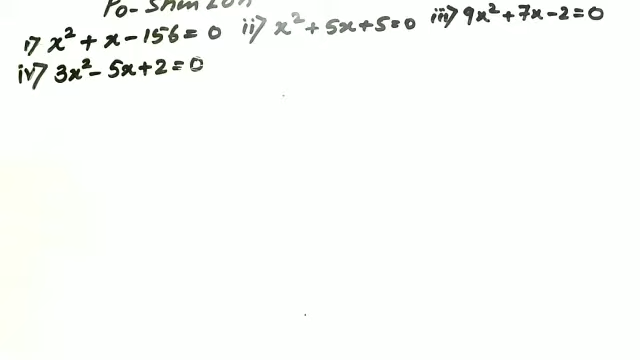 i> x² + x - 156 = 0 ii> x² + 5x + 5 = 0 iii> 9x² + 7x - 2 = 0
iv> 3x² - 5x + 2 = 0